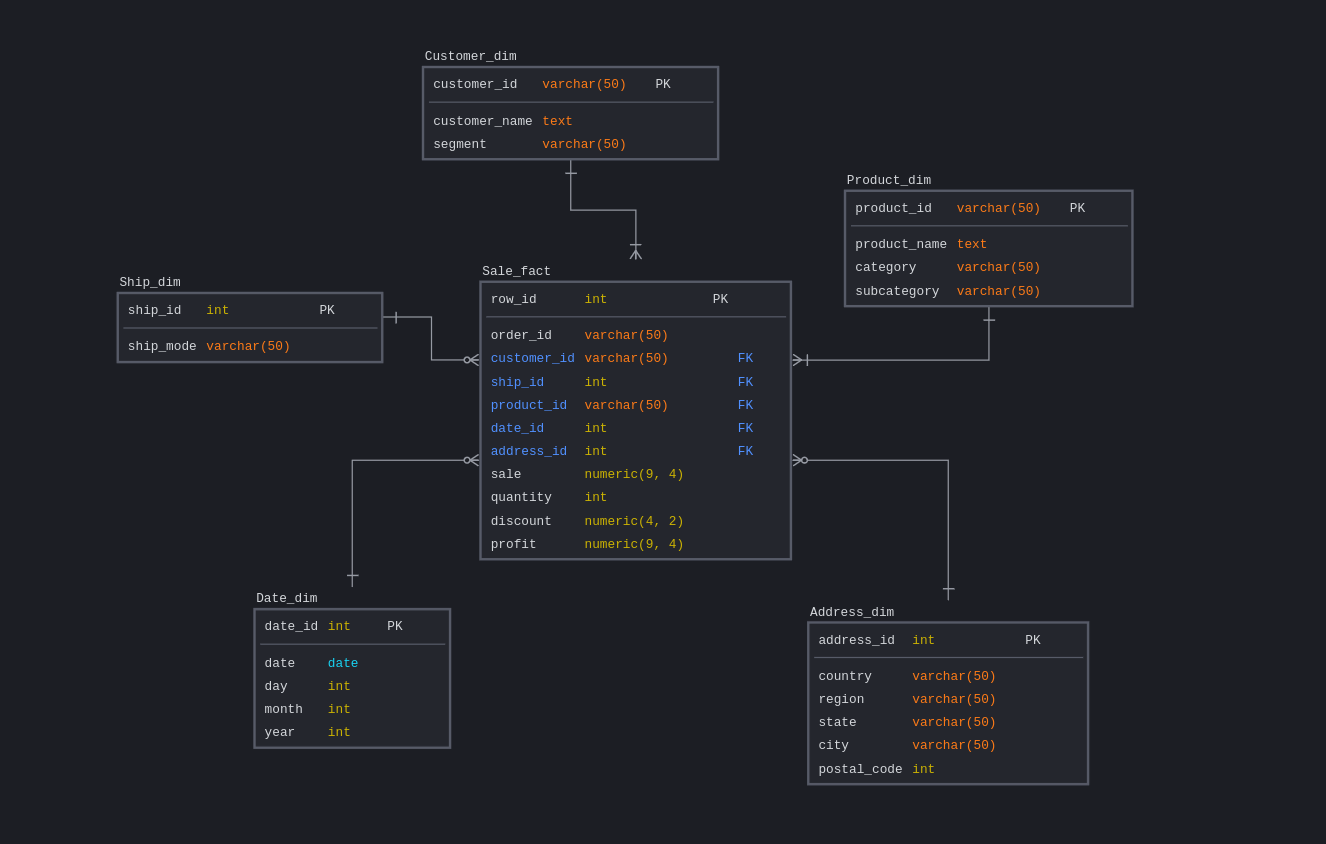 Customer_dim
customer_id varchar(50) PK
customer_name text
segment varchar(50)
Product_dim
product_id varchar(50) PK
product_name text
category varchar(50)
subcategory varchar(50)
Ship_dim
ship_id int PK
ship_mode varchar(50)
Sale_fact
row_id int PK
order_id varchar(50)
customer_id varchar(50) FK
ship_id int FK
product_id varchar(50) FK
date_id int FK
address_id int FK
sale numeric(9, 4)
quantity int
discount numeric(4, 2)
profit numeric(9, 4)
Date_dim
date_id int PK
date date
day int
month int
year int
Address_dim
address_id int PK
country varchar(50)
region varchar(50)
state varchar(50)
city varchar(50)
postal_code int